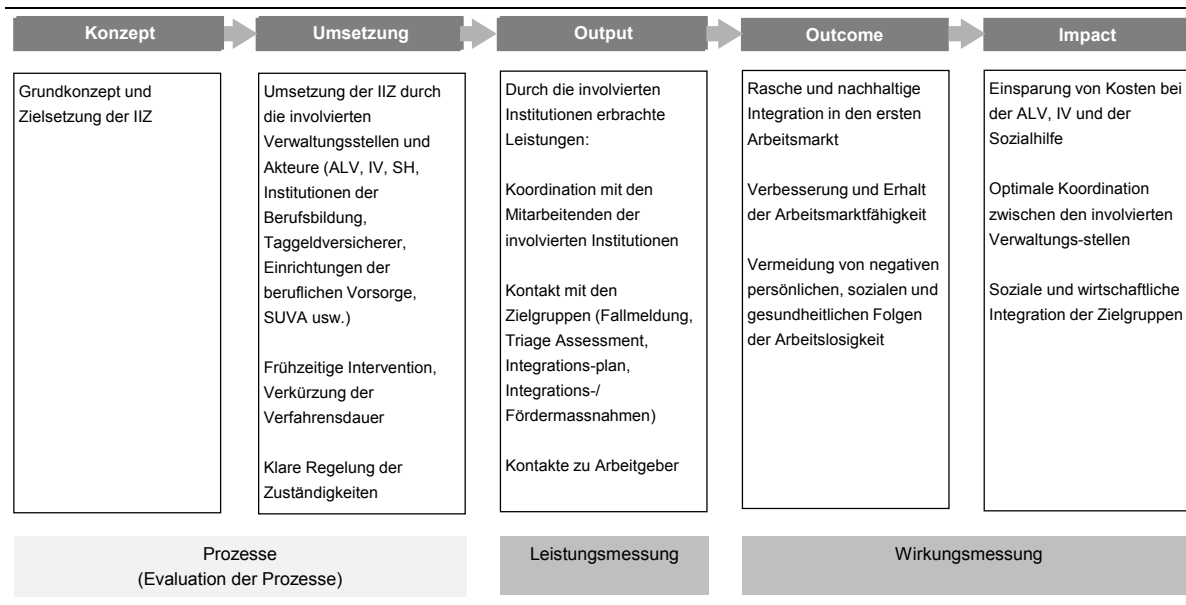 Konzept
Umsetzung
Output
Outcome
Impact
Grundkonzept und
Zielsetzung der IIZ
Umsetzung der IIZ durch
die involvierten
Verwaltungsstellen und
Akteure (ALV, IV, SH,
Institutionen der
Berufsbildung,
Taggeldversicherer,
Einrichtungen der
beruflichen Vorsorge,
SUVA usw.)
Frühzeitige Intervention,
Verkürzung der
Verfahrensdauer
Klare Regelung der
Zuständigkeiten
Durch die involvierten
Institutionen erbrachte
Leistungen:
Koordination mit den
Mitarbeitenden der
involvierten Institutionen
Kontakt mit den
Zielgruppen (Fallmeldung,
Triage Assessment,
Integrations-plan,
Integrations-/
Fördermassnahmen)
Kontakte zu Arbeitgeber
Rasche und nachhaltige
Integration in den ersten
Arbeitsmarkt
Verbesserung und Erhalt
der Arbeitsmarktfähigkeit
Vermeidung von negativen
persönlichen, sozialen und
gesundheitlichen Folgen
der Arbeitslosigkeit
Einsparung von Kosten bei
der ALV, IV und der
Sozialhilfe
Optimale Koordination
zwischen den involvierten
Verwaltungs-stellen
Soziale und wirtschaftliche
Integration der Zielgruppen
Prozesse
(Evaluation der Prozesse)
Leistungsmessung
Wirkungsmessung